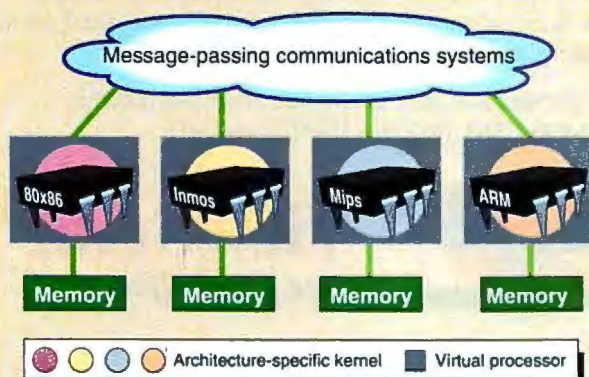 Message-passing communications systems
80x86
Inmos
Mips
ARM
Memory
Memory
Memory
Memory
Architecture-specific kernel
Virtual processor